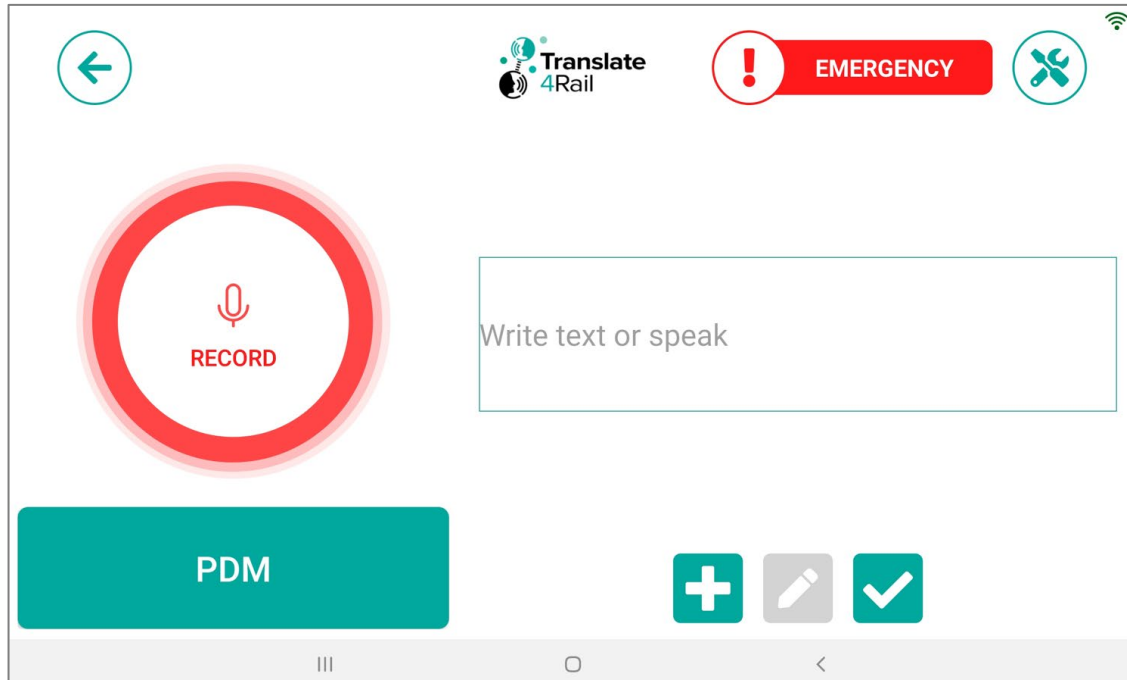 Translate
4Rail
EMERGENCY
RECORD
Write text or speak
PDM